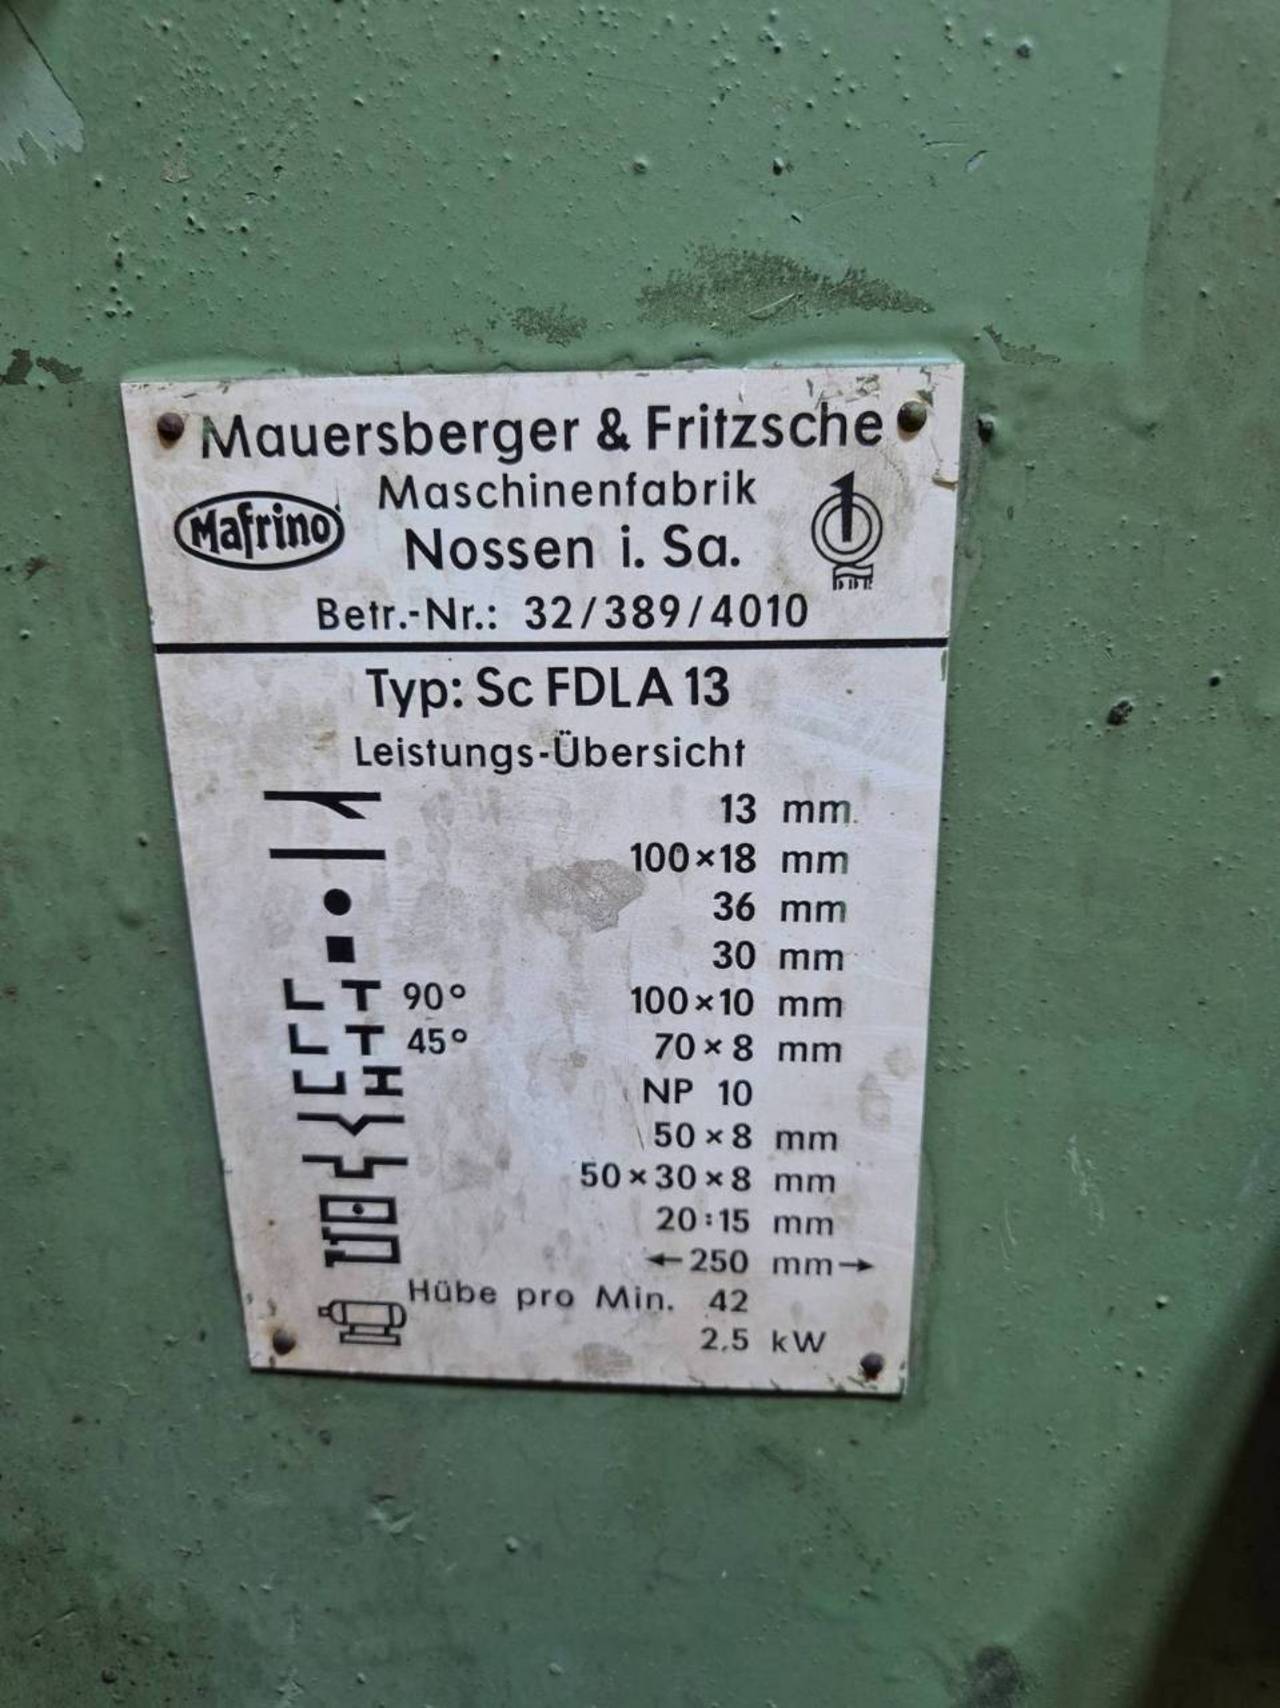 Mauersberger & Fritzsche
Mafrino
Maschinenfabrik
1
Nossen i. Sa.
Betr.-Nr.: 32/389/4010
Typ: Sc FDLA 13
Leistungs-Übersicht
13 mm
100×18 mm
36 mm
30 mm
90° 100×10 mm
45° 70×8 mm
NP 10
50×8 mm
50×30×8 mm
20:15 mm
←250 mm→
Hübe pro Min. 42
2,5 kW